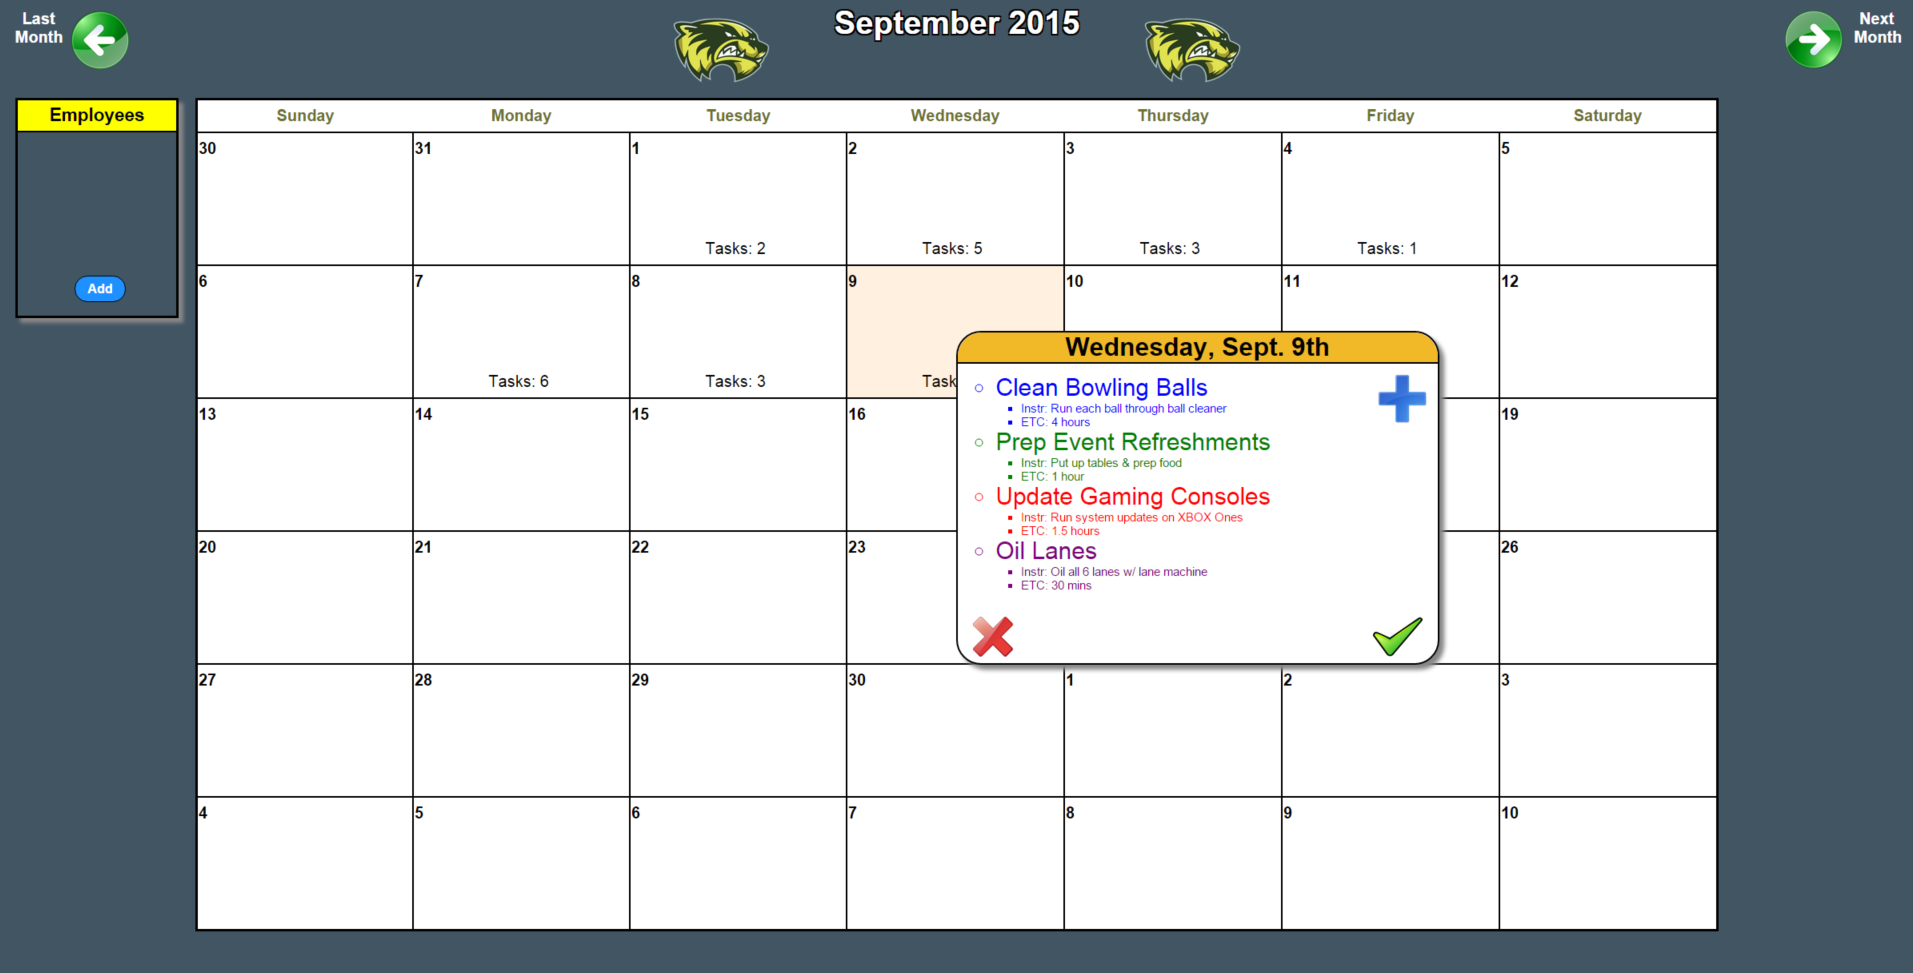 Last
Month
September 2015
Next
Month
Employees
Add
Sunday Monday Tuesday Wednesday Thursday Friday Saturday
30 31 1 2 3 4 5
Tasks: 2 Tasks: 5 Tasks: 3 Tasks: 1
6 7 8 9 10 11 12
Tasks: 6 Tasks: 3 Task
13 14 15 16 19
20 21 22 23 26
27 28 29 30 1 2 3
4 5 6 7 8 9 10
Wednesday, Sept. 9th
Clean Bowling Balls
Instr: Run each ball through ball cleaner
ETC: 4 hours
Prep Event Refreshments
Instr: Put up tables & prep food
ETC: 1 hour
Update Gaming Consoles
Instr: Run system updates on XBOX Ones
ETC: 1.5 hours
Oil Lanes
Instr: Oil all 6 lanes w/ lane machine
ETC: 30 mins